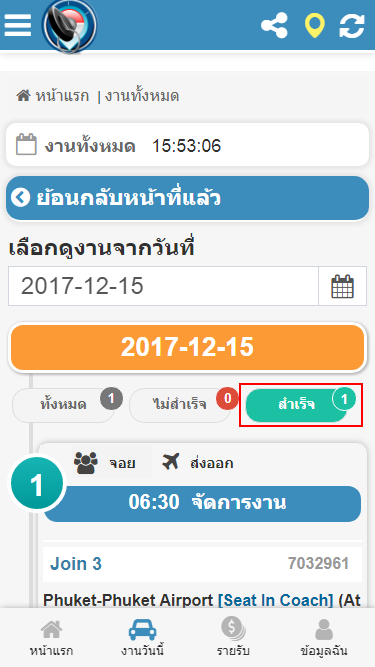 หน้าแรก | งานทั้งหมด
งานทั้งหมด 15:53:06
ย้อนกลับหน้าที่แล้ว
เลือกดูงานจากวันที่
2017-12-15
2017-12-15
ทั้งหมด 1 ไม่สำเร็จ 0 สำเร็จ 1
จอย ส่งออก
1
06:30 จัดการงาน
Join 3 7032961
Phuket-Phuket Airport [Seat In Coach] (At
หน้าแรก งานวันนี้ รายรับ ข้อมูลฉัน